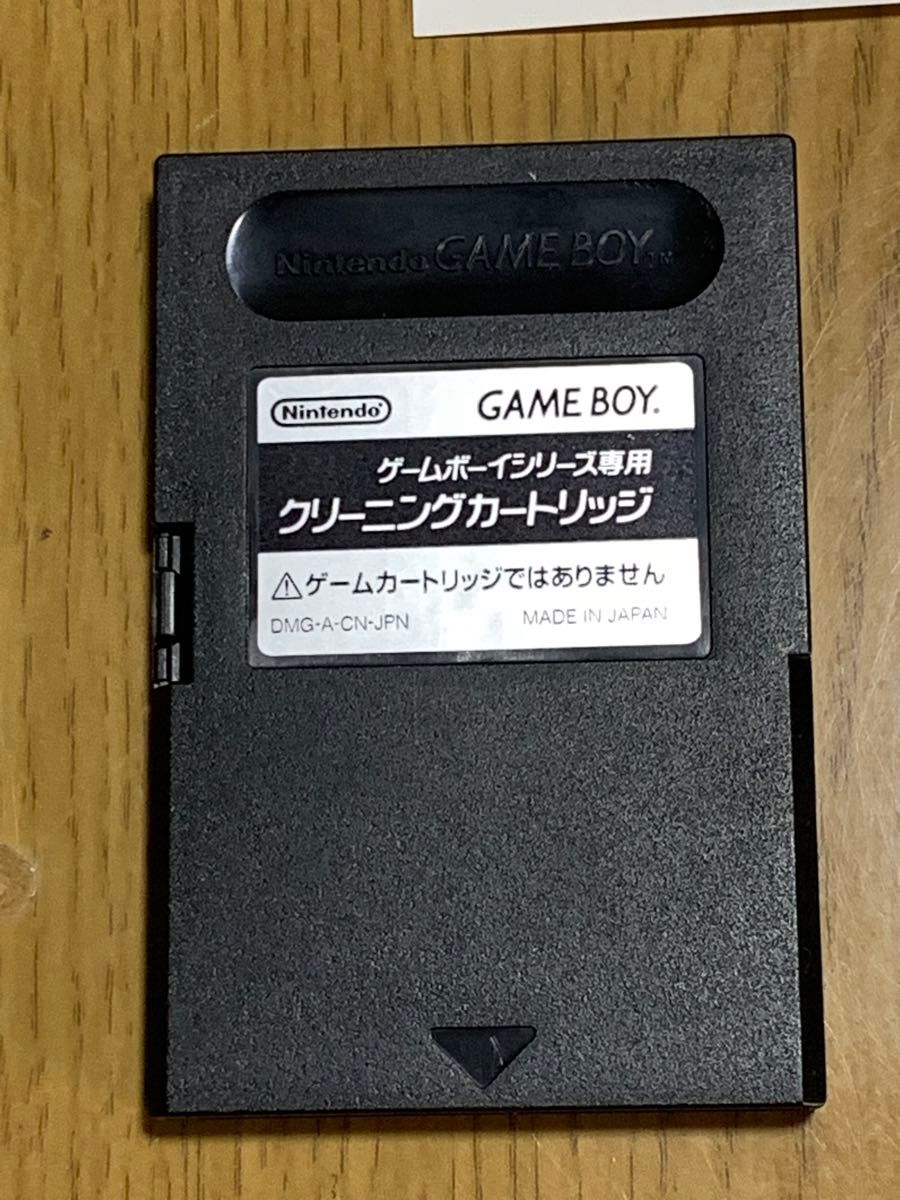 Nintendo GAME BOY TM
Nintendo® GAME BOY®
ゲームボーイシリーズ専用
クリーニングカートリッジ
⚠ゲームカートリッジではありません
DMG-A-CN-JPN MADE IN JAPAN